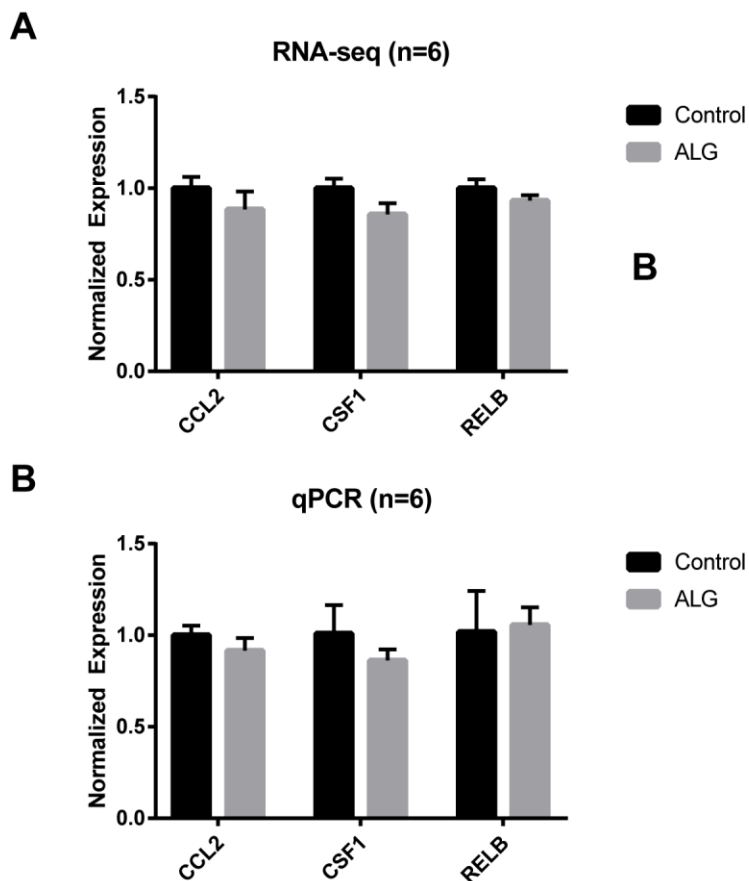 A
RNA-seq (n=6)
Normalized Expression
1.5
1.0
0.5
0.0
CCL2
CSF1
RELB
Control
ALG
B
B
qPCR (n=6)
Normalized Expression
1.5
1.0
0.5
0.0
CCL2
CSF1
RELB
Control
ALG